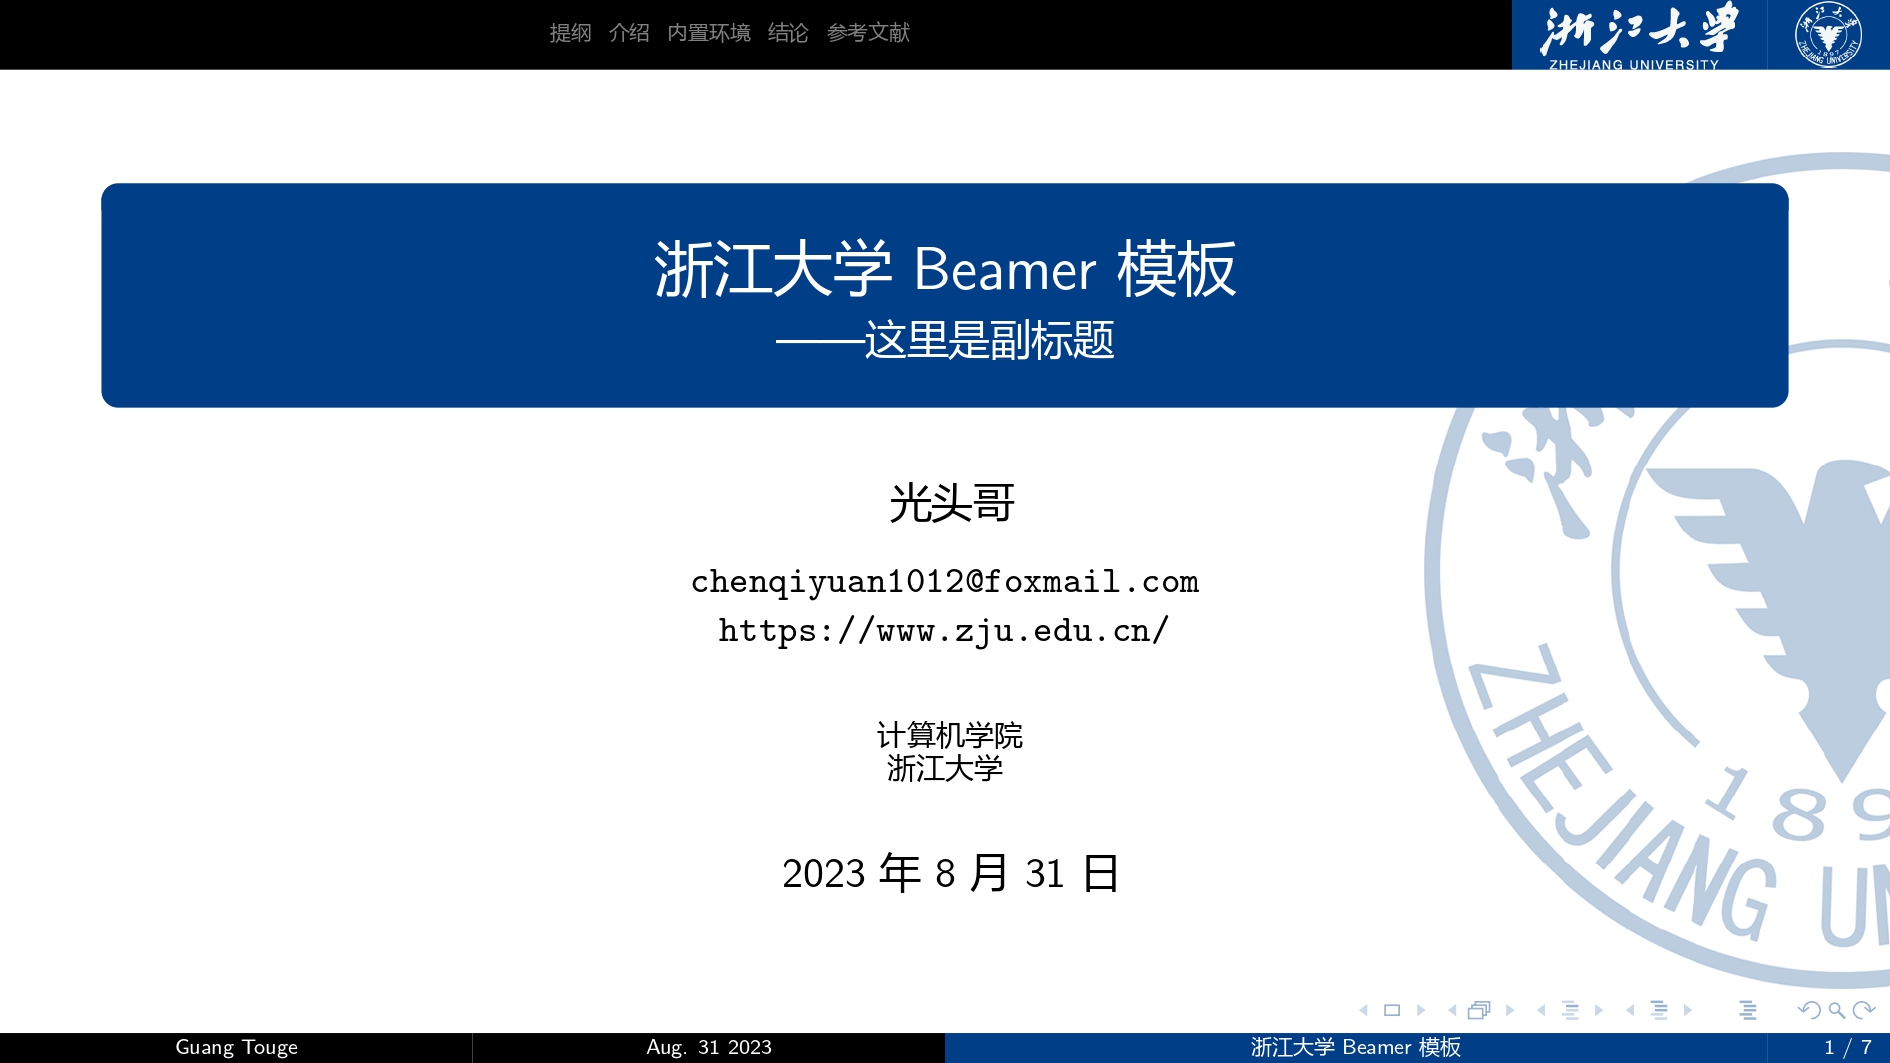 提纲 介绍 内置环境 结论 参考文献
浙江大学
ZHEJIANG UNIVERSITY
浙江大学 Beamer 模板
——这里是副标题
光头哥
chenqiyuan1012@foxmail.com
https://www.zju.edu.cn/
计算机学院
浙江大学
2023 年 8 月 31 日
Guang Touge
Aug. 31 2023
浙江大学 Beamer 模板
1 / 7